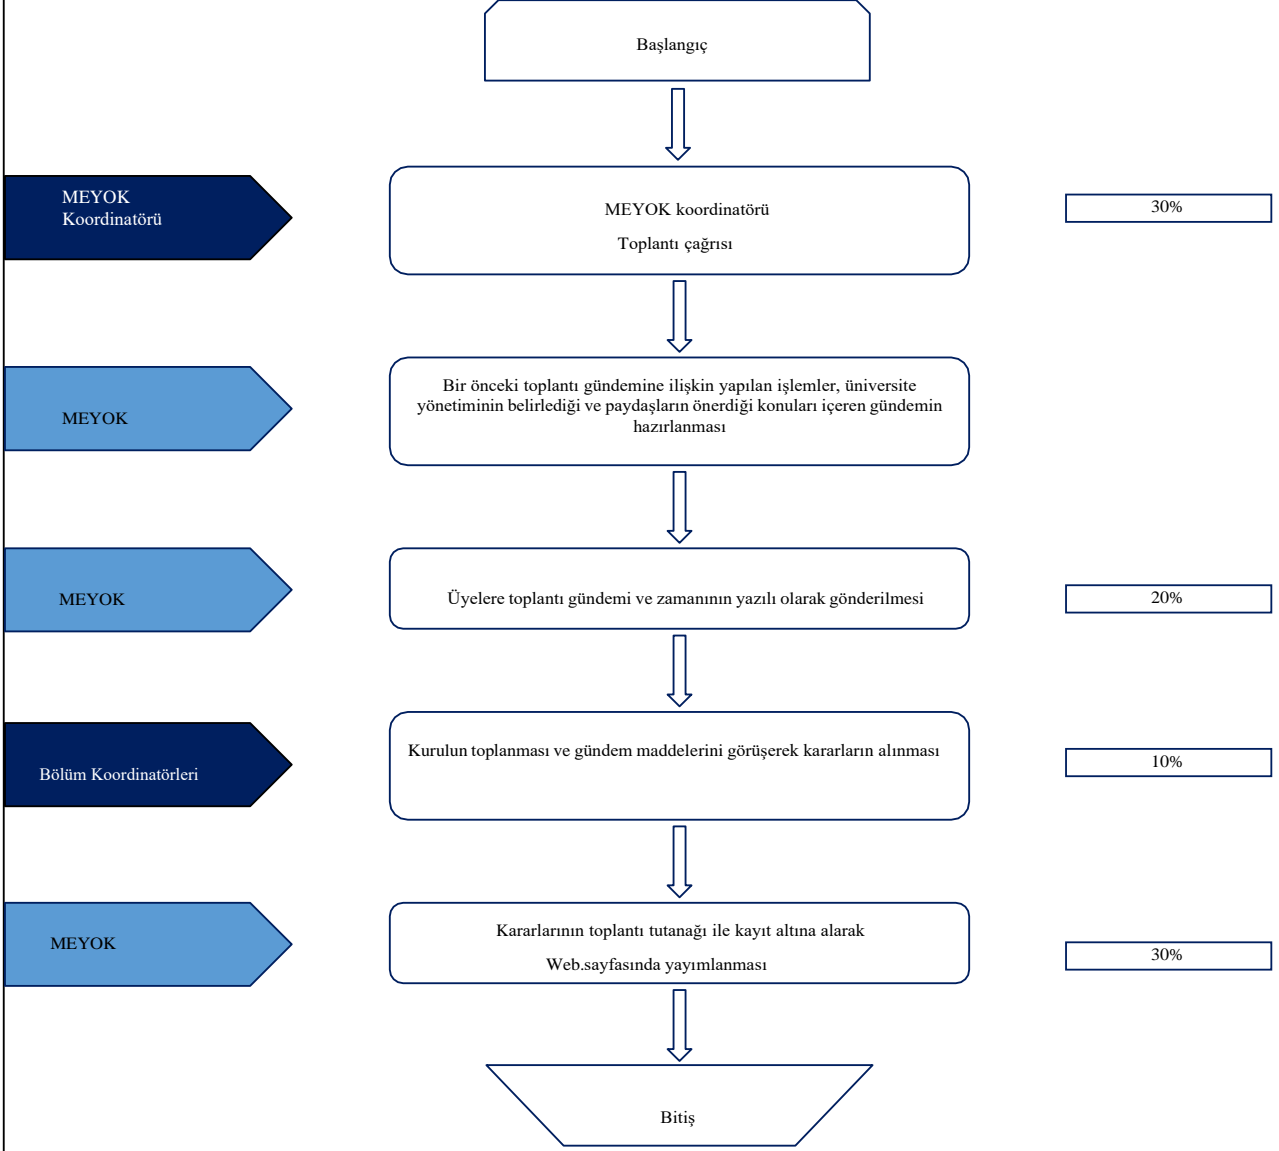 Başlangıç
MEYOK
Koordinatörü
MEYOK koordinatörü
Toplantı çağrısı
30%
MEYOK
Bir önceki toplantı gündemine ilişkin yapılan işlemler, üniversite
yönetiminin belirlediği ve paydaşların önerdiği konuları içeren gündemin
hazırlanması
MEYOK
Üyelere toplantı gündemi ve zamanının yazılı olarak gönderilmesi
20%
Bölüm Koordinatörleri
Kurulun toplanması ve gündem maddelerini görüşerek kararların alınması
10%
MEYOK
Kararlarının toplantı tutanağı ile kayıt altına alarak
Web.sayfasında yayımlanması
30%
Bitiş